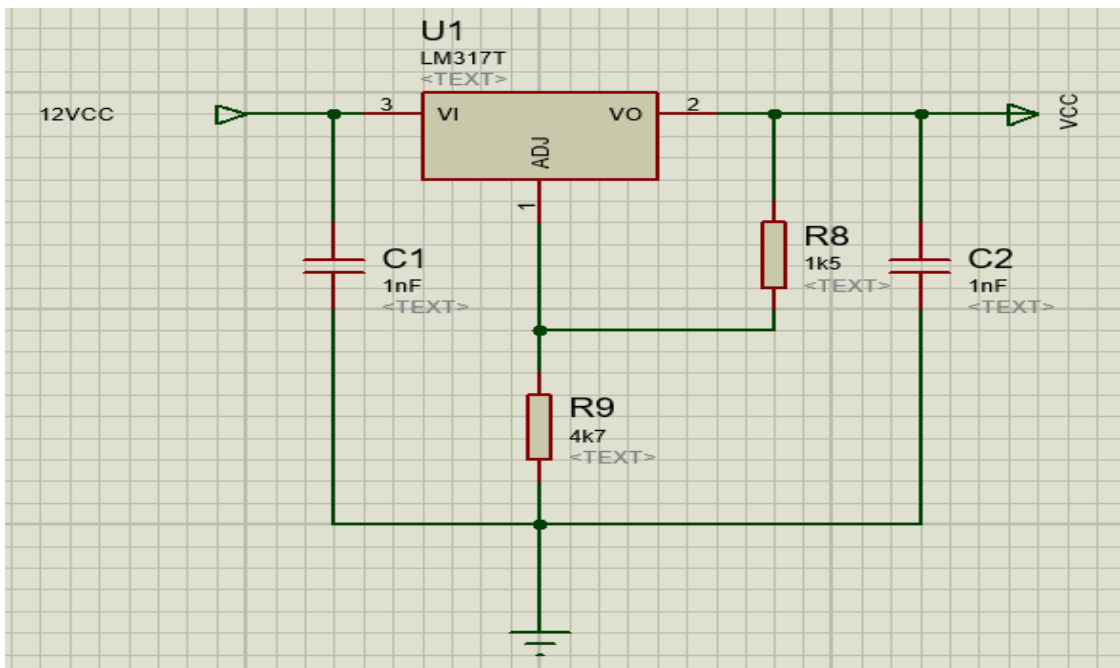 U1
LM317T
<TEXT>
12VCC
3
VI
VO
2
VCC
ADJ
1
R8
1k5
<TEXT>
C1
1nF
<TEXT>
C2
1nF
<TEXT>
R9
4k7
<TEXT>